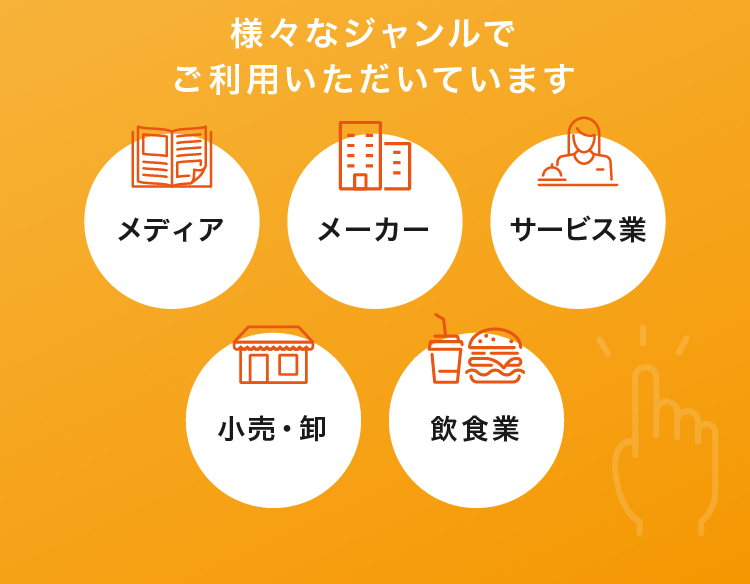 様々なジャンルで
ご利用いただいています
メディア
メーカー
サービス業
小売・卸
飲食業